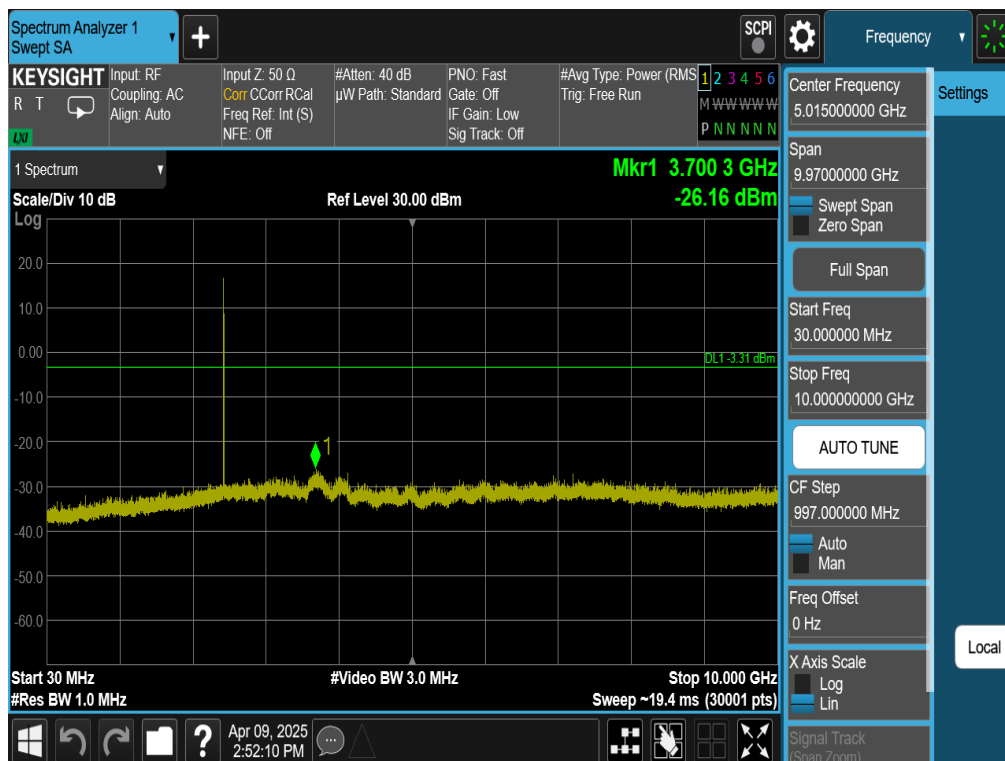 Spectrum Analyzer 1
Swept SA
+
SCPI
Frequency
KEYSIGHT
R T
LXI
Input: RF
Coupling: AC
Align: Auto
Input Z: 50 Ω
Corr CCorr RCal
Freq Ref: Int (S)
NFE: Off
#Atten: 40 dB
µW Path: Standard
PNO: Fast
Gate: Off
IF Gain: Low
Sig Track: Off
#Avg Type: Power (RMS
Trig: Free Run
1 2 3 4 5 6
M W W W W W
P N N N N N
1 Spectrum
Mkr1 3.700 3 GHz
Scale/Div 10 dB
Ref Level 30.00 dBm
-26.16 dBm
Log
20.0
10.0
0.00
DL1 -3.31 dBm
-10.0
-20.0
1
-30.0
-40.0
-50.0
-60.0
Start 30 MHz
#Video BW 3.0 MHz
Stop 10.000 GHz
#Res BW 1.0 MHz
Sweep ~19.4 ms (30001 pts)
Center Frequency
5.015000000 GHz
Span
9.97000000 GHz
Swept Span
Zero Span
Full Span
Start Freq
30.000000 MHz
Stop Freq
10.000000000 GHz
AUTO TUNE
CF Step
997.000000 MHz
Auto
Man
Freq Offset
0 Hz
X Axis Scale
Log
Lin
Signal Track
(Span Zoom)
Settings
Local
?
Apr 09, 2025
2:52:10 PM